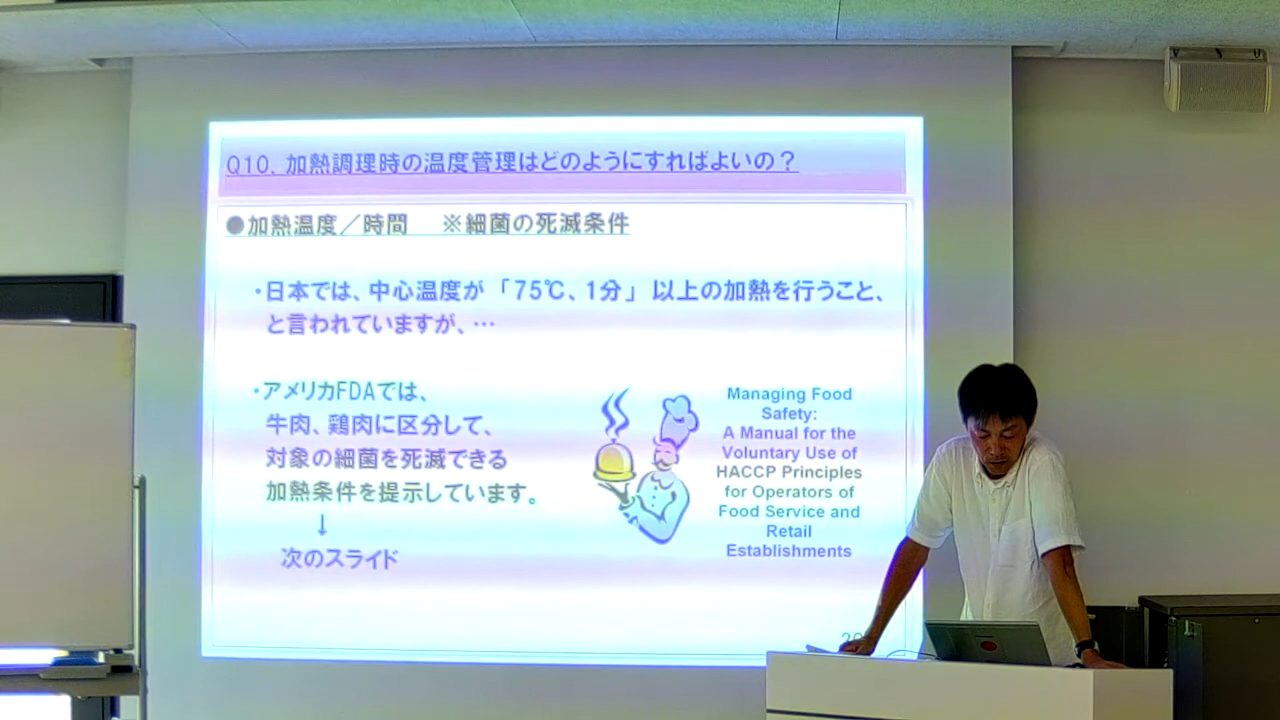 Q10. 加熱調理時の温度管理はどのようにすればよいの？
●加熱温度／時間　※細菌の死滅条件
・日本では、中心温度が「75℃、1分」以上の加熱を行うこと、
と言われていますが、…
・アメリカFDAでは、
牛肉、鶏肉に区分して、
対象の細菌を死滅できる
加熱条件を提示しています。
↓
次のスライド
Managing Food
Safety:
A Manual for the
Voluntary Use of
HACCP Principles
for Operators of
Food Service and
Retail
Establishments